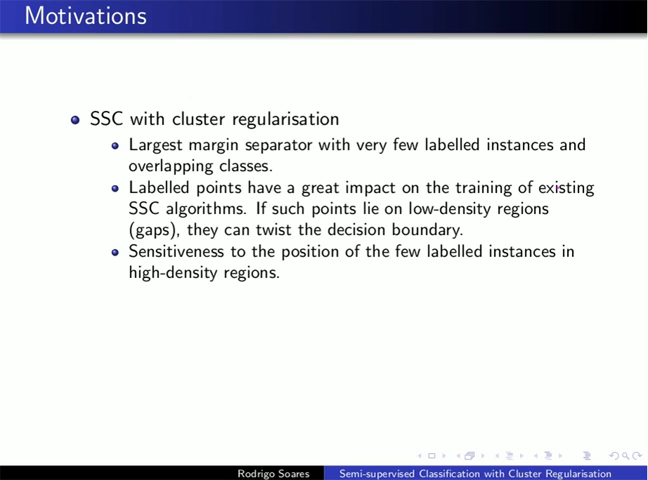 Motivations
SSC with cluster regularisation
Largest margin separator with very few labelled instances and
overlapping classes.
Labelled points have a great impact on the training of existing
SSC algorithms. If such points lie on low-density regions
(gaps), they can twist the decision boundary.
Sensitiveness to the position of the few labelled instances in
high-density regions.
Rodrigo Soares
Semi-supervised Classification with Cluster Regularisation